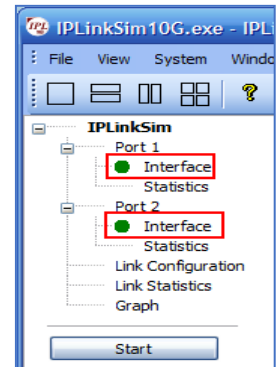 IPLinkSim10G.exe - IPL
File View System Windo
IPLinkSim
Port 1
Interface
Statistics
Port 2
Interface
Statistics
Link Configuration
Link Statistics
Graph
Start